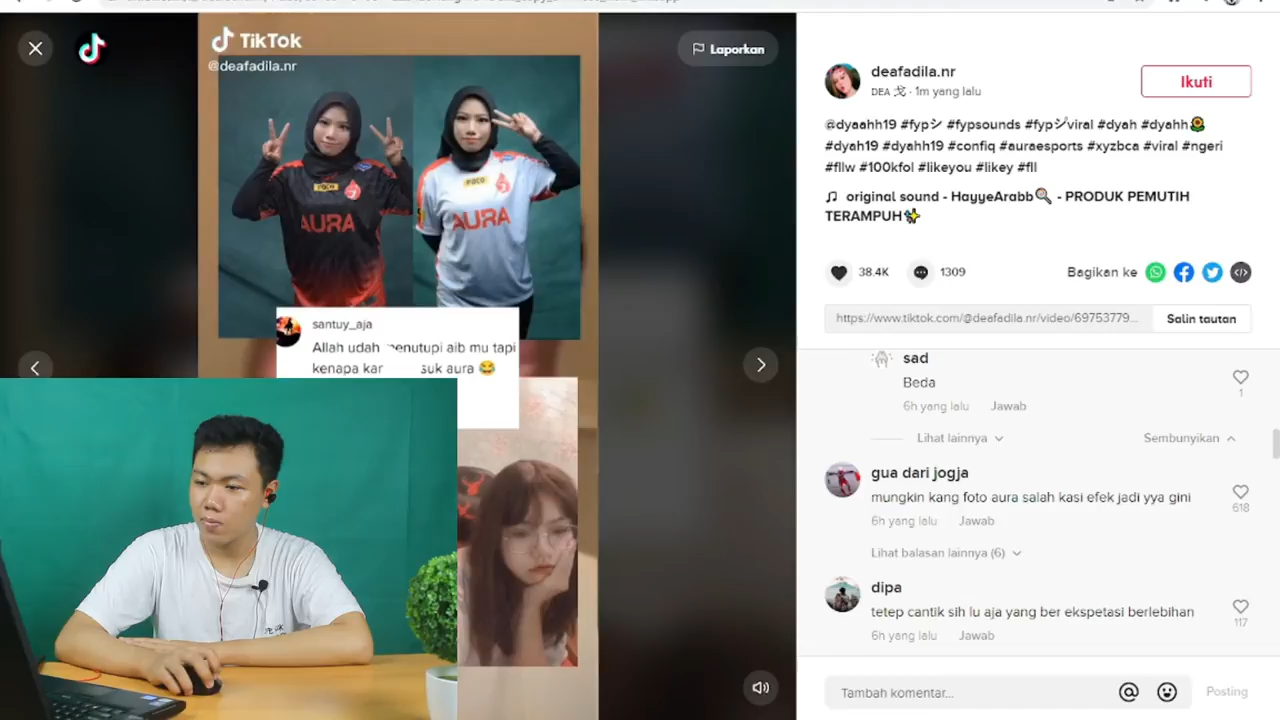 TikTok
@deafadila.nr
Laporkan
PACO
AURA
PACO
AURA
santuy_aja
Allah udah menutupi aib mu tapi
kenapa kar suk aura 😂
deafadila.nr
DEA 戈 · 1m yang lalu
Ikuti
@dyaahh19 #fypシ #fypsounds #fypシviral #dyah #dyahh🌻
#dyah19 #dyahh19 #confiq #auraesports #xyzbca #viral #ngeri
#fllw #100kfol #likeyou #likey #fll
♫ original sound - HayyeArabb🔍 - PRODUK PEMUTIH
TERAMPUH✨
38.4K
1309
Bagikan ke
https://www.tiktok.com/@deafadila.nr/video/69753779...
Salin tautan
sad
Beda
1
6h yang lalu Jawab
Lihat lainnya
Sembunyikan
gua dari jogja
mungkin kang foto aura salah kasi efek jadi yya gini
618
6h yang lalu Jawab
Lihat balasan lainnya (6)
dipa
tetep cantik sih lu aja yang ber ekspetasi berlebihan
117
6h yang lalu Jawab
Tambah komentar...
Posting